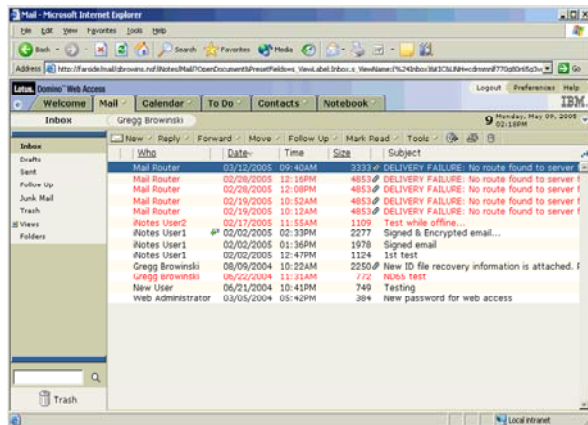 Mail - Microsoft Internet Explorer
File Edit View Favorites Tools Help
Back Search Favorites Media
Address Go
Lotus. Domino Web Access Logout Preferences Help
Welcome Mail Calendar To Do Contacts Notebook IBM.
Inbox Gregg Browinski 9 Monday, May 09, 2005
02:18PM
New Reply Forward Move Follow Up Mark Read Tools
Who Date Time Size Subject
Inbox
Drafts
Sent
Follow Up
Junk Mail
Trash
Views
Folders
Mail Router 03/12/2005 09:40AM 3333 DELIVERY FAILURE: No route found to server f
Mail Router 02/28/2005 12:16PM 4853 DELIVERY FAILURE: No route found to server f
Mail Router 02/28/2005 12:08PM 4853 DELIVERY FAILURE: No route found to server f
Mail Router 02/19/2005 10:52AM 4853 DELIVERY FAILURE: No route found to server f
Mail Router 02/19/2005 10:12AM 4853 DELIVERY FAILURE: No route found to server f
iNotes User2 02/17/2005 11:55AM 1109 Test while offline...
iNotes User1 02/02/2005 02:33PM 2277 Signed & Encrypted email...
iNotes User1 02/02/2005 01:36PM 1978 Signed email
iNotes User1 02/02/2005 12:47PM 1124 1st test
Gregg Browinski 08/09/2004 10:22AM 2250 New ID file recovery information is attached.
Gregg Browinski 06/22/2004 11:31AM 772 ND65 test
New User 06/21/2004 10:41PM 749 Testing
Web Administrator 03/05/2004 05:42PM 384 New password for web access
Trash
Local intranet